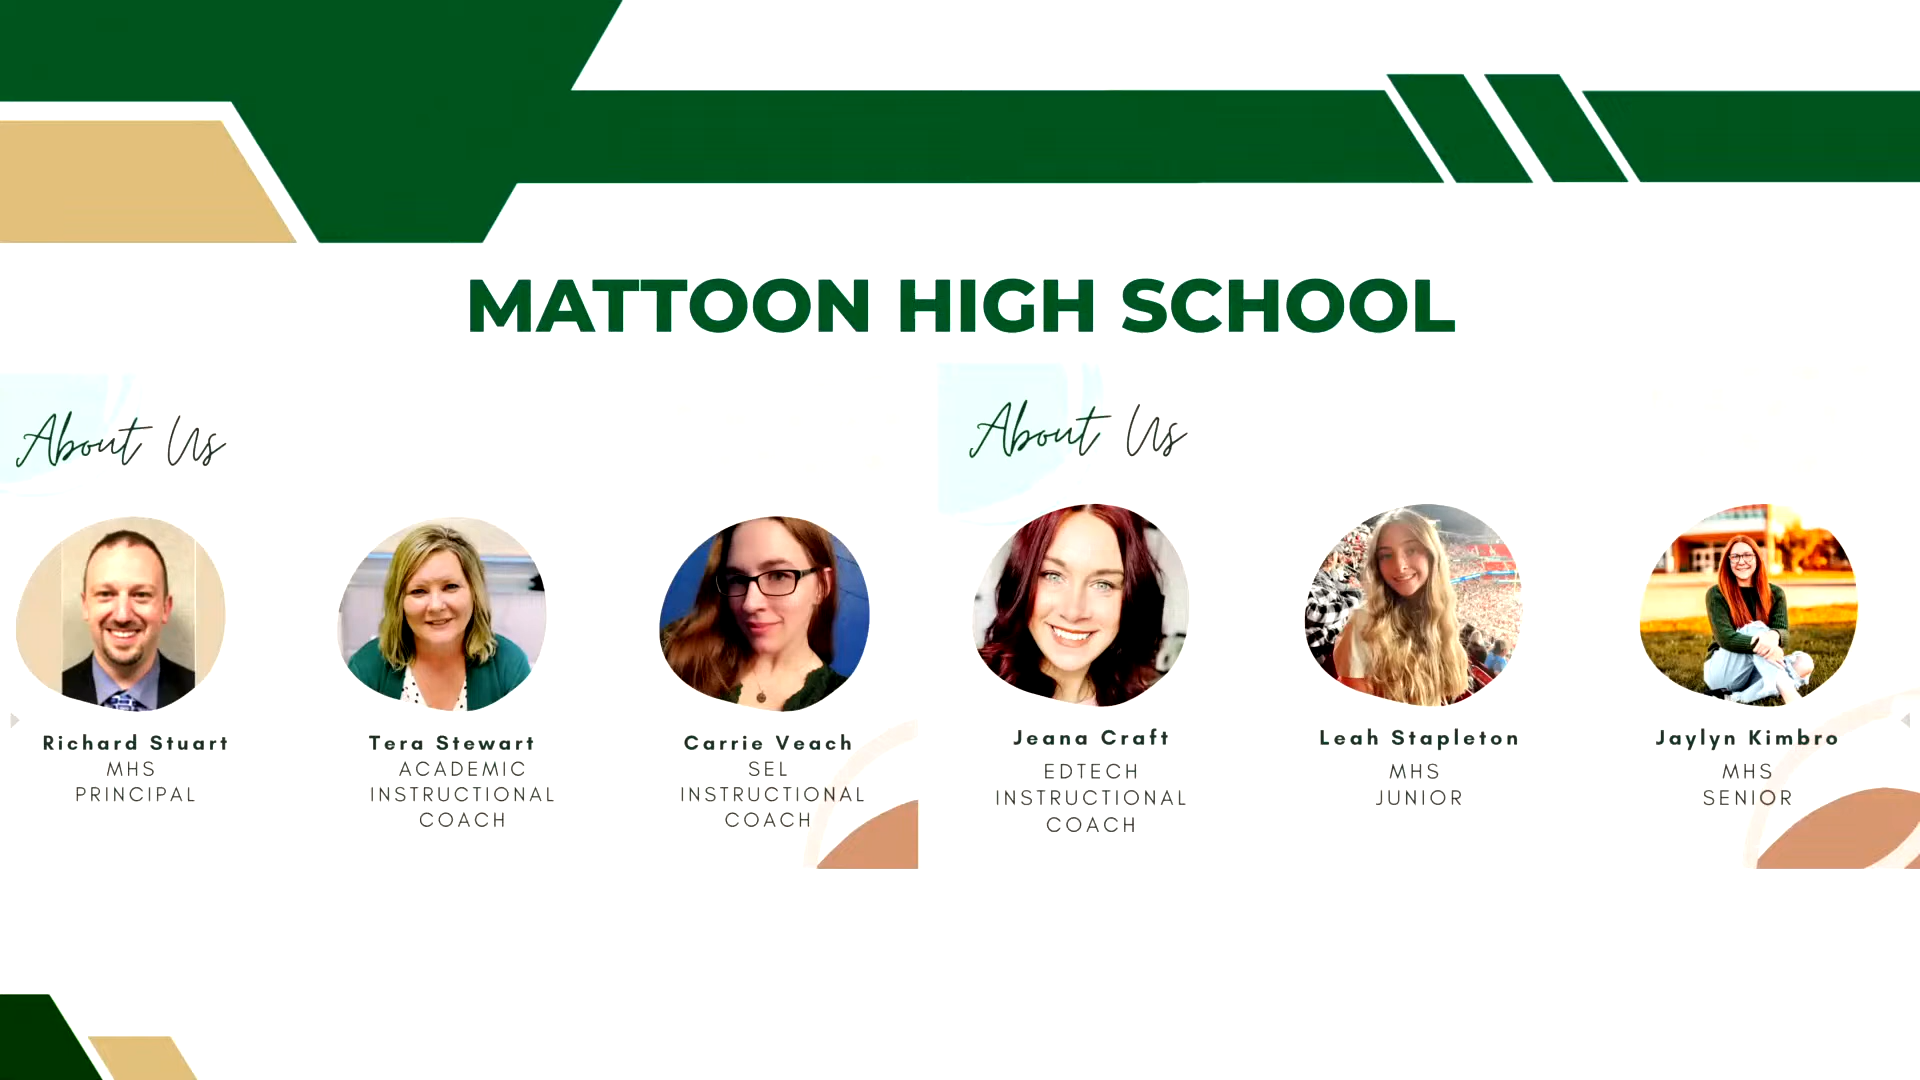 MATTOON HIGH SCHOOL
About Us
Richard Stuart
MHS
PRINCIPAL
Tera Stewart
ACADEMIC
INSTRUCTIONAL
COACH
Carrie Veach
SEL
INSTRUCTIONAL
COACH
About Us
Jeana Craft
EDTECH
INSTRUCTIONAL
COACH
Leah Stapleton
MHS
JUNIOR
Jaylyn Kimbro
MHS
SENIOR